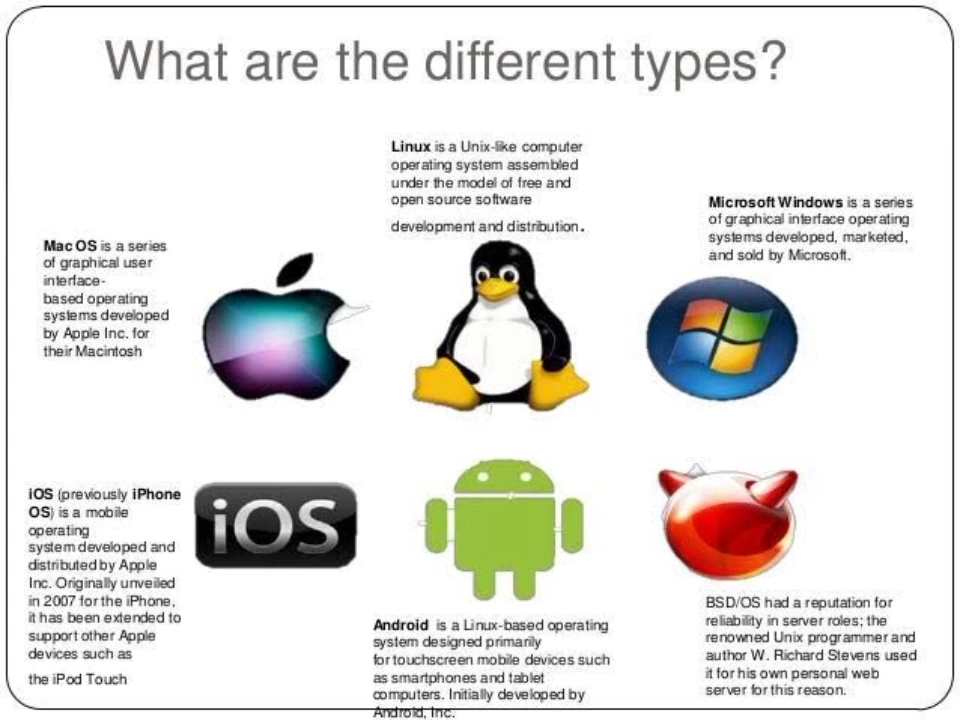 What are the different types?
Linux is a Unix-like computer
operating system assembled
under the model of free and
open source software
development and distribution.
Microsoft Windows is a series
of graphical interface operating
systems developed, marketed,
and sold by Microsoft.
Mac OS is a series
of graphical user
interface-
based operating
systems developed
by Apple Inc. for
their Macintosh
iOS (previously iPhone
OS) is a mobile
operating
system developed and
distributed by Apple
Inc. Originally unveiled
in 2007 for the iPhone,
it has been extended to
support other Apple
devices such as
the iPod Touch
iOS
Android is a Linux-based operating
system designed primarily
for touchscreen mobile devices such
as smartphones and tablet
computers. Initially developed by
Android, Inc.
BSD/OS had a reputation for
reliability in server roles; the
renowned Unix programmer and
author W. Richard Stevens used
it for his own personal web
server for this reason.